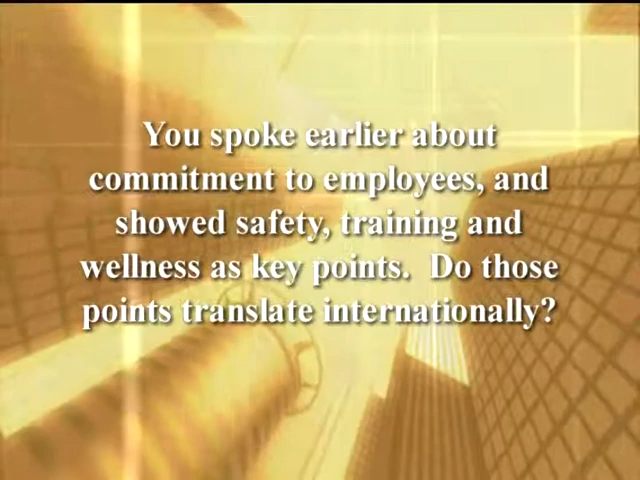 You spoke earlier about
commitment to employees, and
showed safety, training and
wellness as key points.  Do those
points translate internationally?